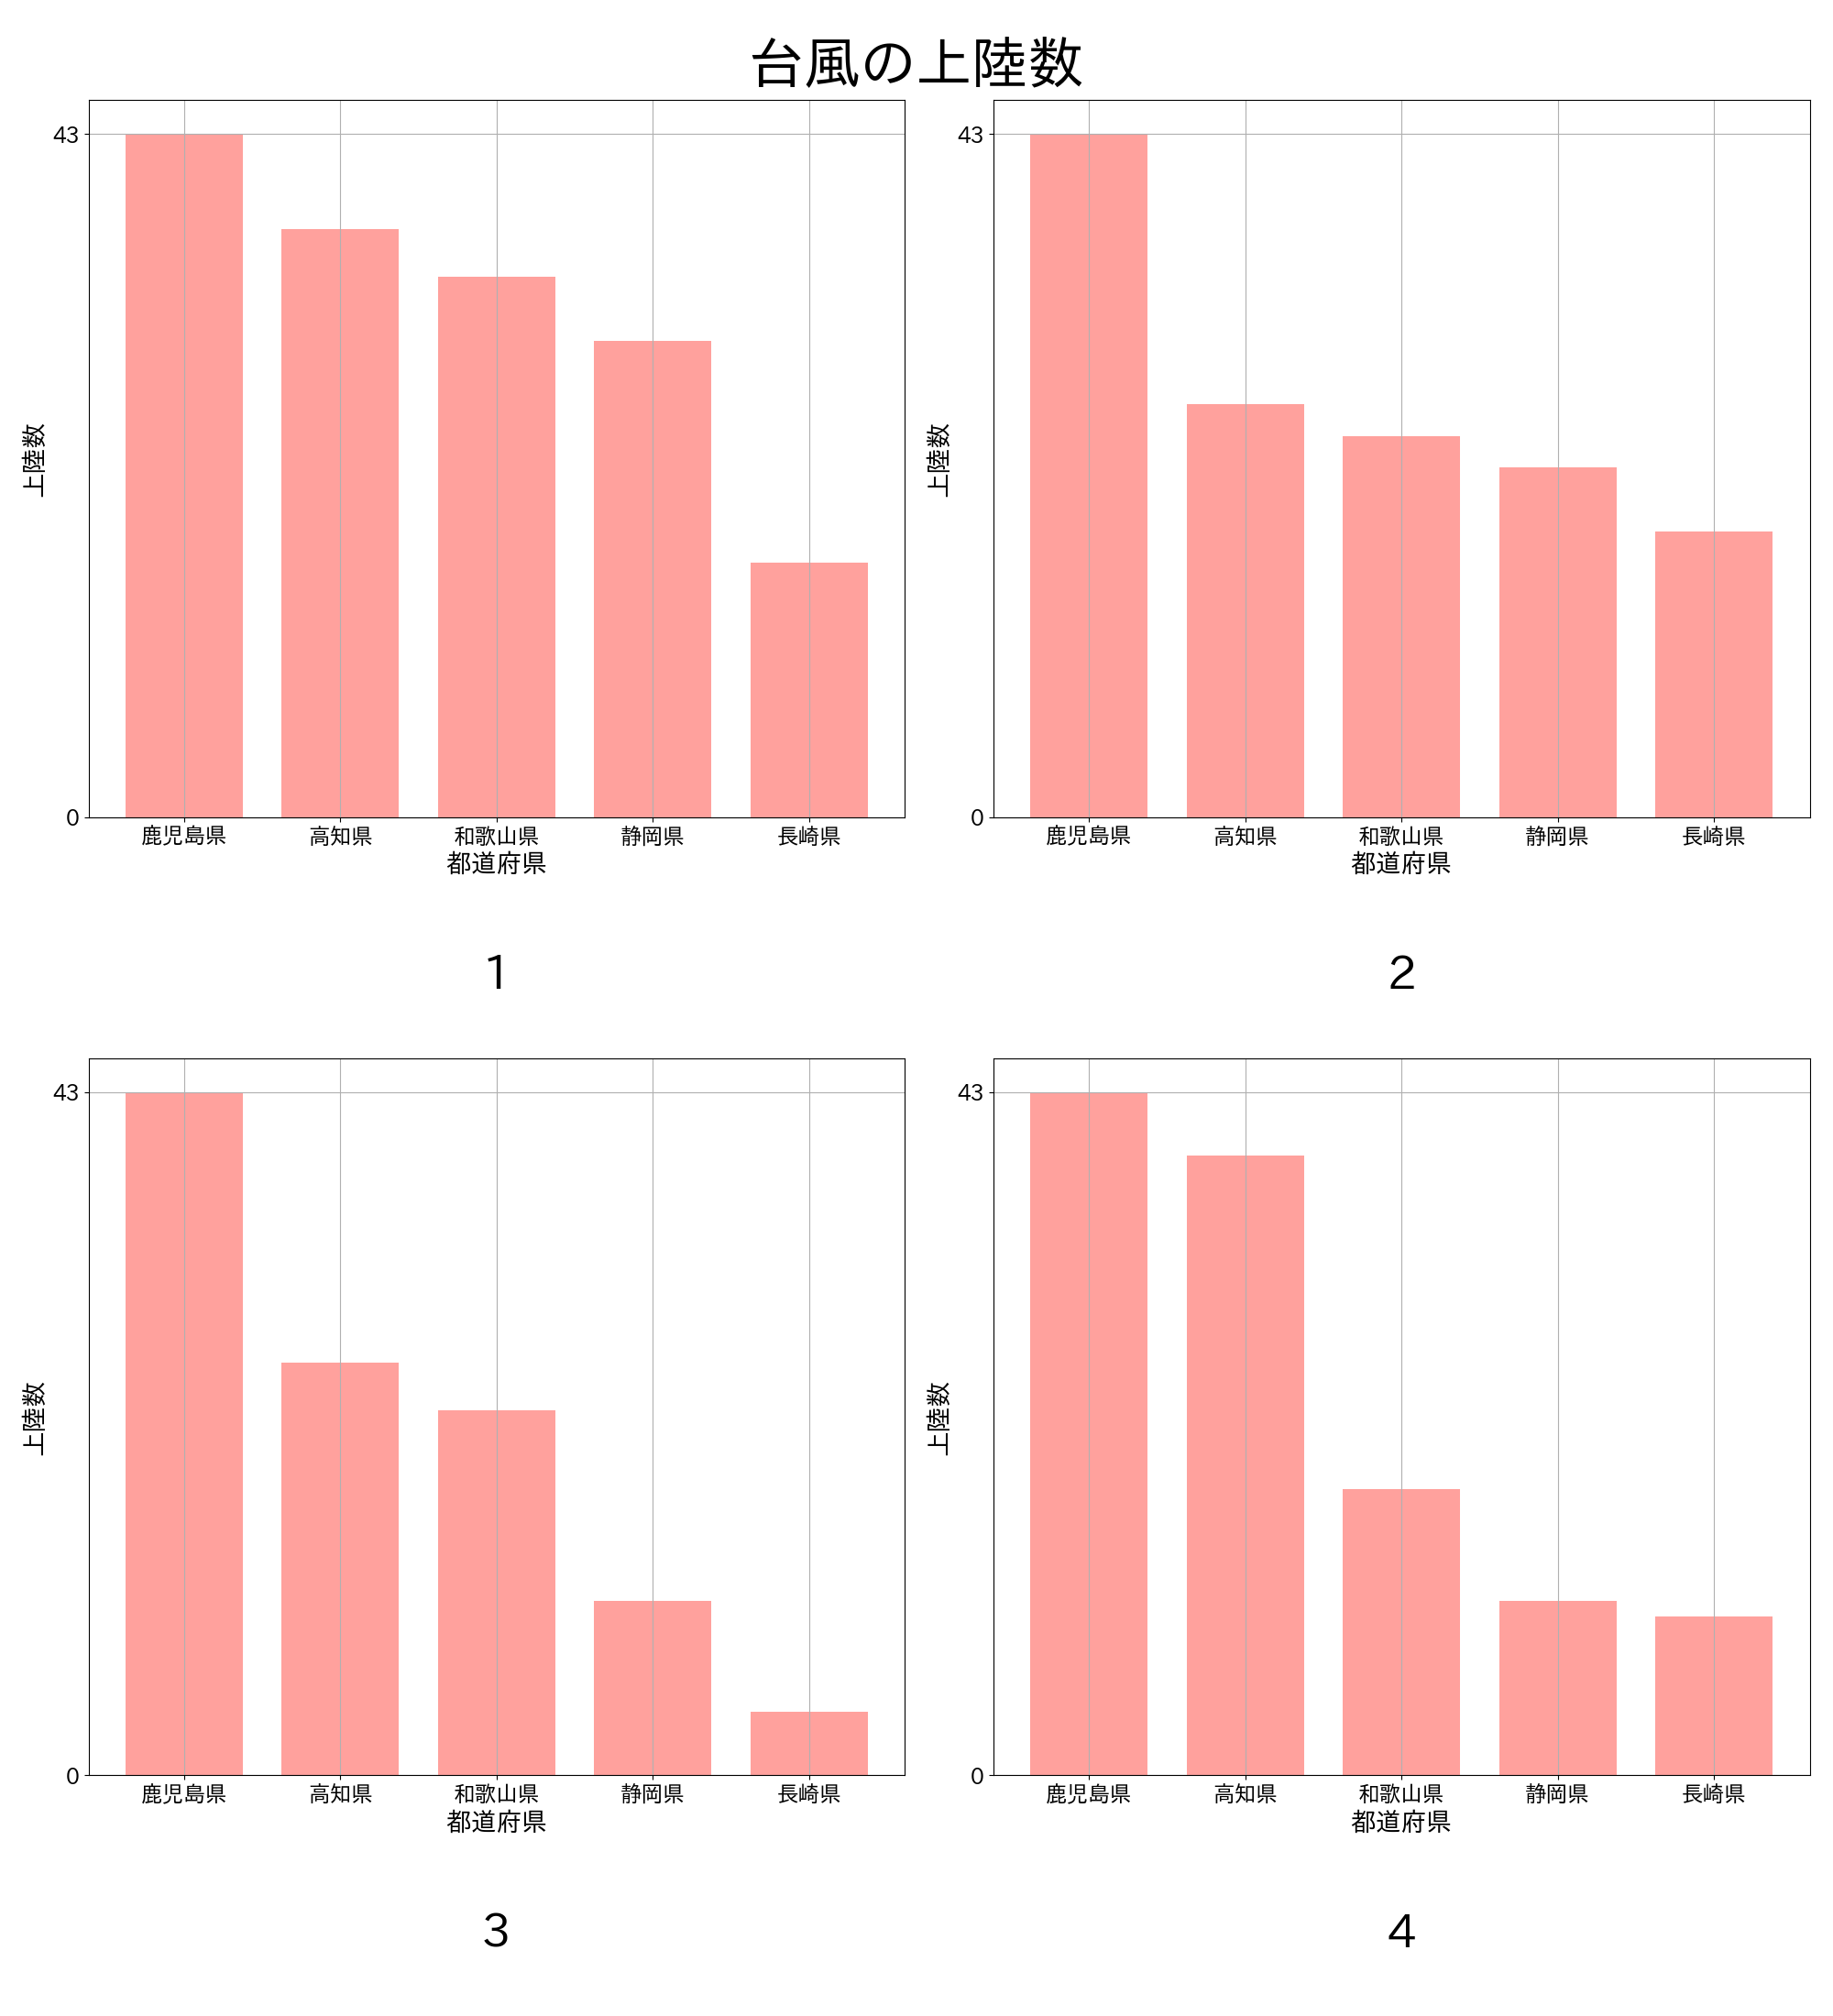 台風の上陸数
43
上陸数
0
鹿児島県 高知県 和歌山県 静岡県 長崎県
都道府県
1
43
上陸数
0
鹿児島県 高知県 和歌山県 静岡県 長崎県
都道府県
2
43
上陸数
0
鹿児島県 高知県 和歌山県 静岡県 長崎県
都道府県
3
43
上陸数
0
鹿児島県 高知県 和歌山県 静岡県 長崎県
都道府県
4